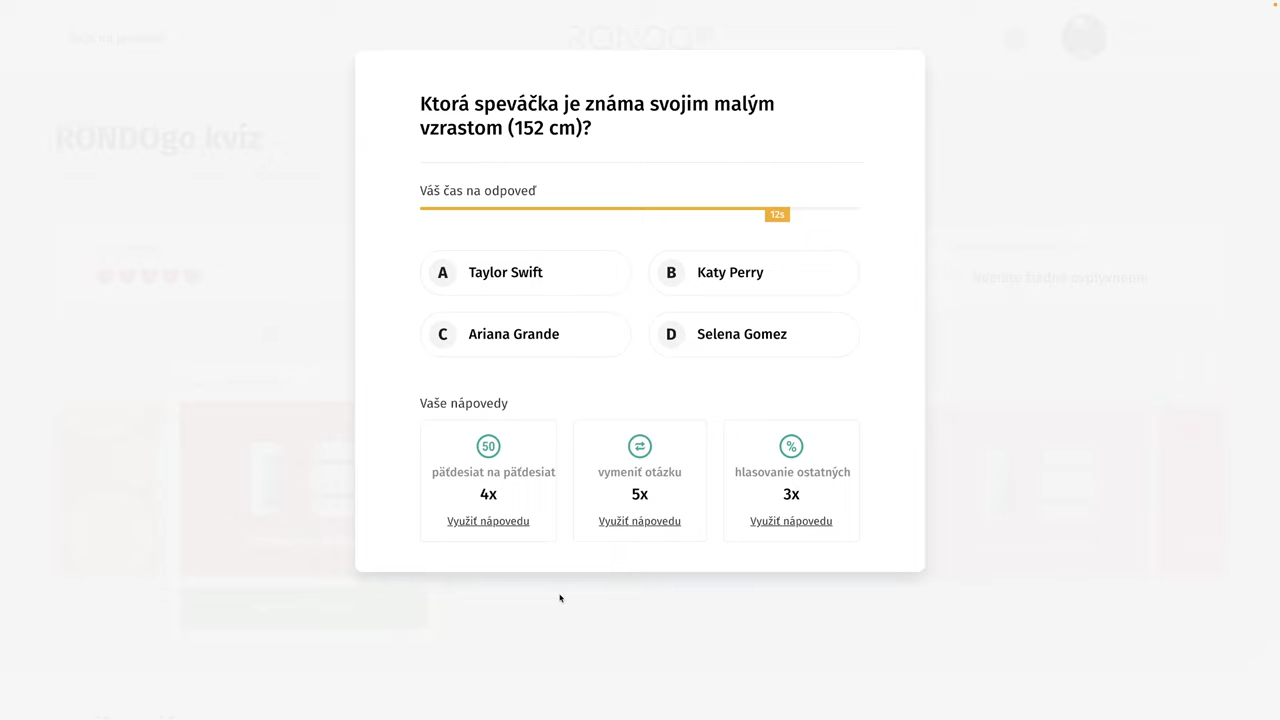 RONDOgo kvíz
Ktorá speváčka je známa svojim malým
vzrastom (152 cm)?
Váš čas na odpoveď
12s
A Taylor Swift
B Katy Perry
C Ariana Grande
D Selena Gomez
Vaše nápovedy
50
päťdesiat na päťdesiat
4x
Využiť nápovedu
vymeniť otázku
5x
Využiť nápovedu
%
hlasovanie ostatných
3x
Využiť nápovedu